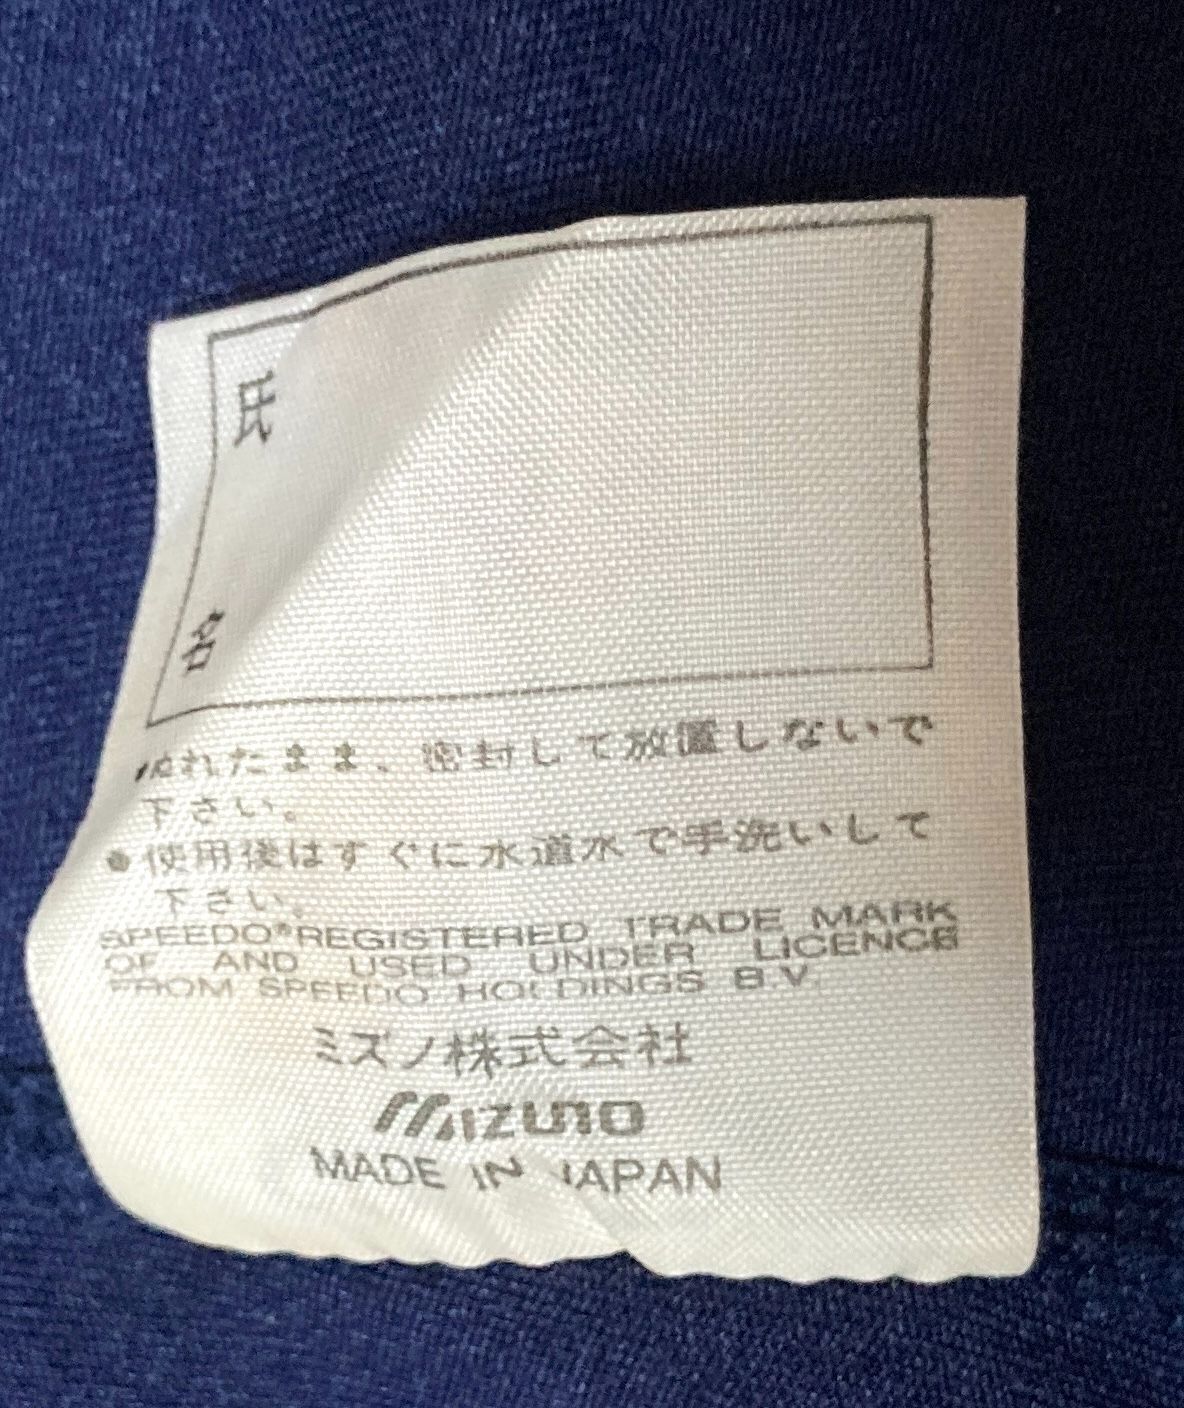 氏
名
●ぬれたまま、密封して放置しないで
下さい。
●使用後はすぐに水道水で手洗いして
下さい。
SPEEDO®REGISTERED TRADE MARK
OF AND USED UNDER LICENCE
FROM SPEEDO HOLDINGS B.V.
ミズノ株式会社
MIZUNO
MADE IN JAPAN